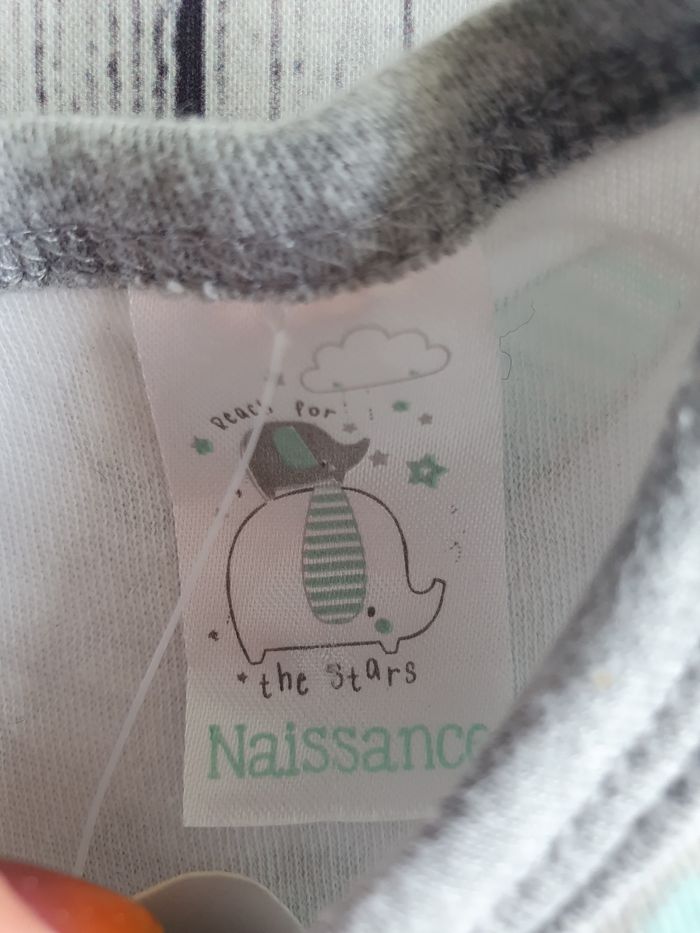 Reach for
the stars
Naissance